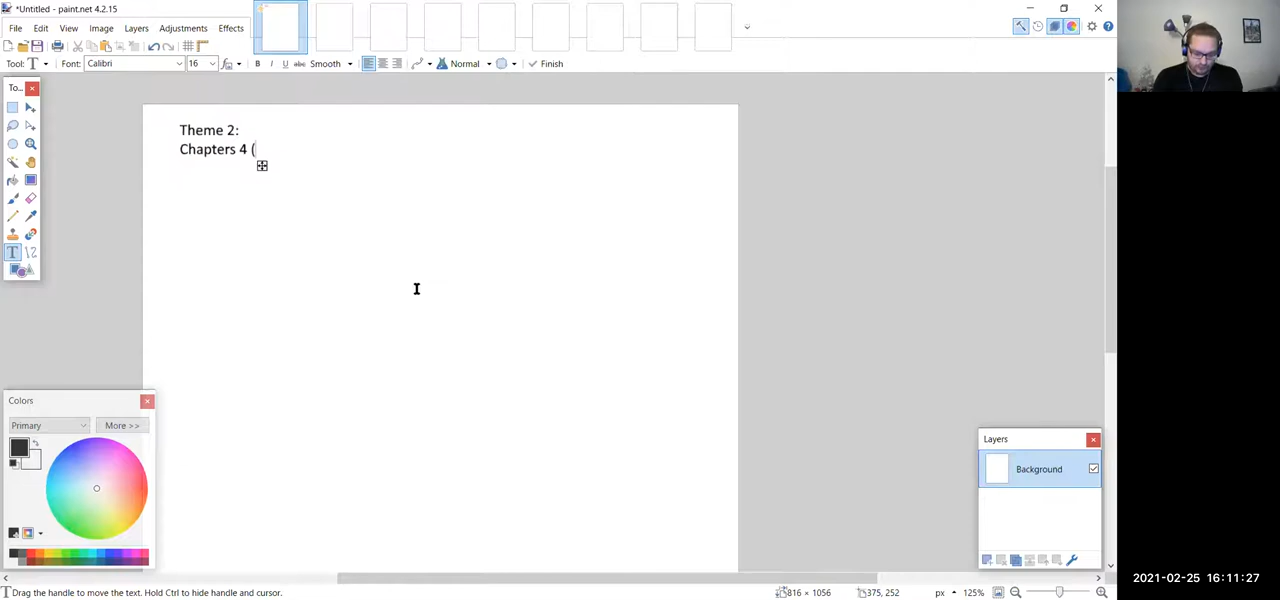 *Untitled - paint.net 4.2.15
File Edit View Image Layers Adjustments Effects
Tool: T Font: Calibri 16 B I U abc Smooth Normal Finish
To...
Theme 2:
Chapters 4 (
Colors
Primary More >>
Layers
Background
Drag the handle to move the text. Hold Ctrl to hide handle and cursor.
816 × 1056
375, 252
px
125%
2021-02-25 16:11:27